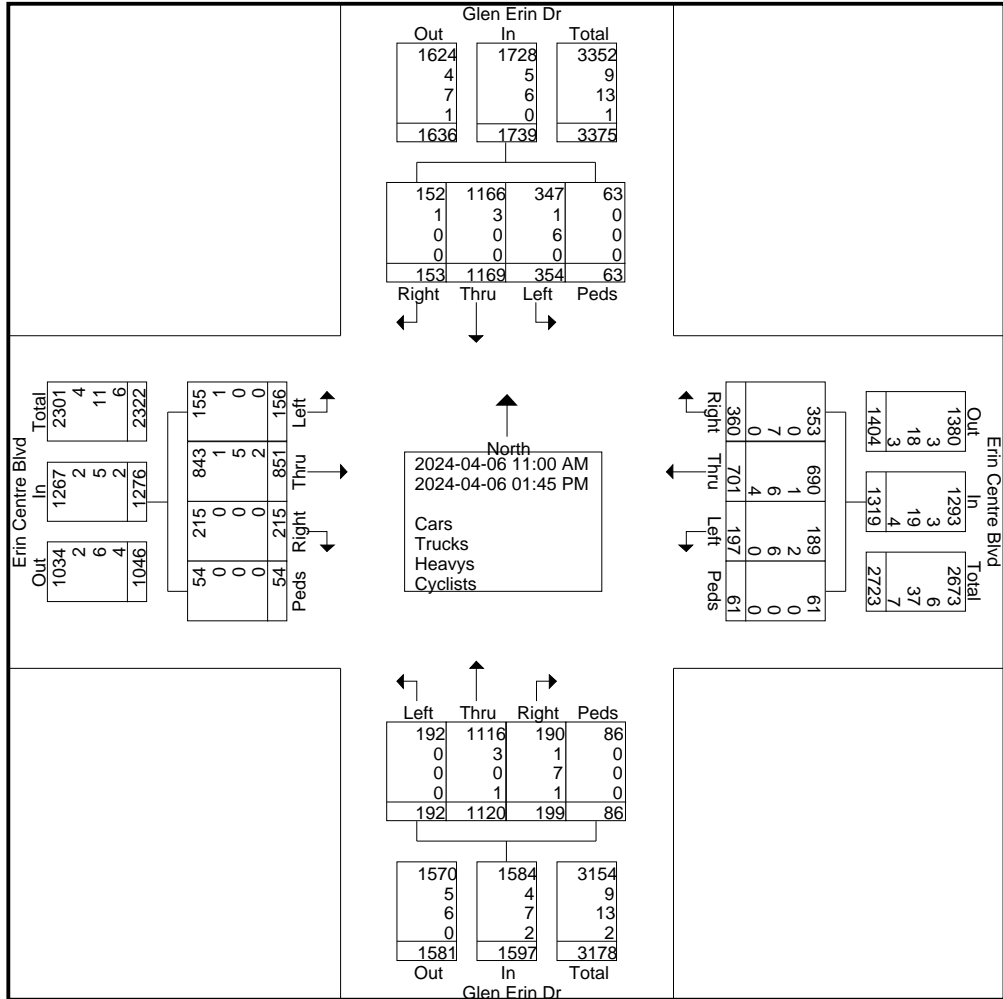 Glen Erin Dr
Out In Total
1624 1728 3352
4 5 9
7 6 13
1 0 1
1636 1739 3375
152 1166 347 63
1 3 1 0
0 0 6 0
0 0 0 0
153 1169 354 63
Right Thru Left Peds
Erin Centre Blvd
Out In Total
1034 1267 2301
2 2 4
6 5 11
4 2 6
1046 1276 2322
54 215 843 155
0 0 1 1
0 0 5 0
0 0 2 0
54 215 851 156
Peds Right Thru Left
North
2024-04-06 11:00 AM
2024-04-06 01:45 PM
Cars
Trucks
Heavys
Cyclists
Erin Centre Blvd
Out In Total
1380 1293 2673
3 3 6
18 19 37
3 4 7
1404 1319 2723
353 690 189 61
0 1 2 0
7 6 6 0
0 4 0 0
360 701 197 61
Right Thru Left Peds
Left Thru Right Peds
192 1116 190 86
0 3 1 0
0 0 7 0
0 1 1 0
192 1120 199 86
1570 1584 3154
5 4 9
6 7 13
0 2 2
1581 1597 3178
Out In Total
Glen Erin Dr